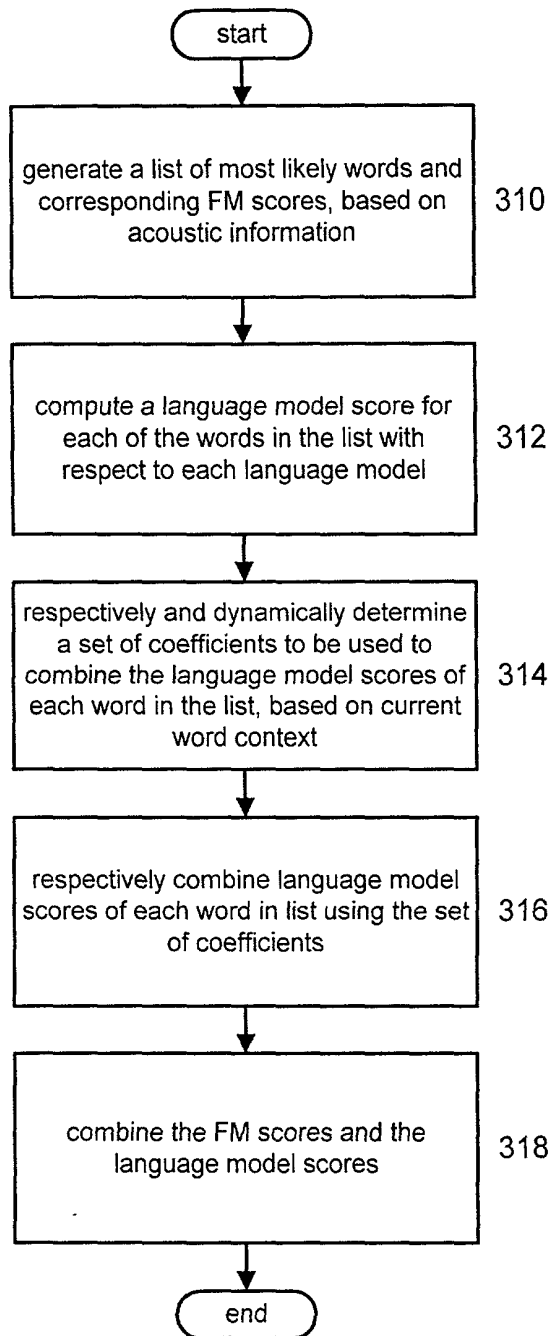 start
generate a list of most likely words and
corresponding FM scores, based on
acoustic information
310
compute a language model score for
each of the words in the list with
respect to each language model
312
respectively and dynamically determine
a set of coefficients to be used to
combine the language model scores of
each word in the list, based on current
word context
314
respectively combine language model
scores of each word in list using the set
of coefficients
316
combine the FM scores and the
language model scores
318
end